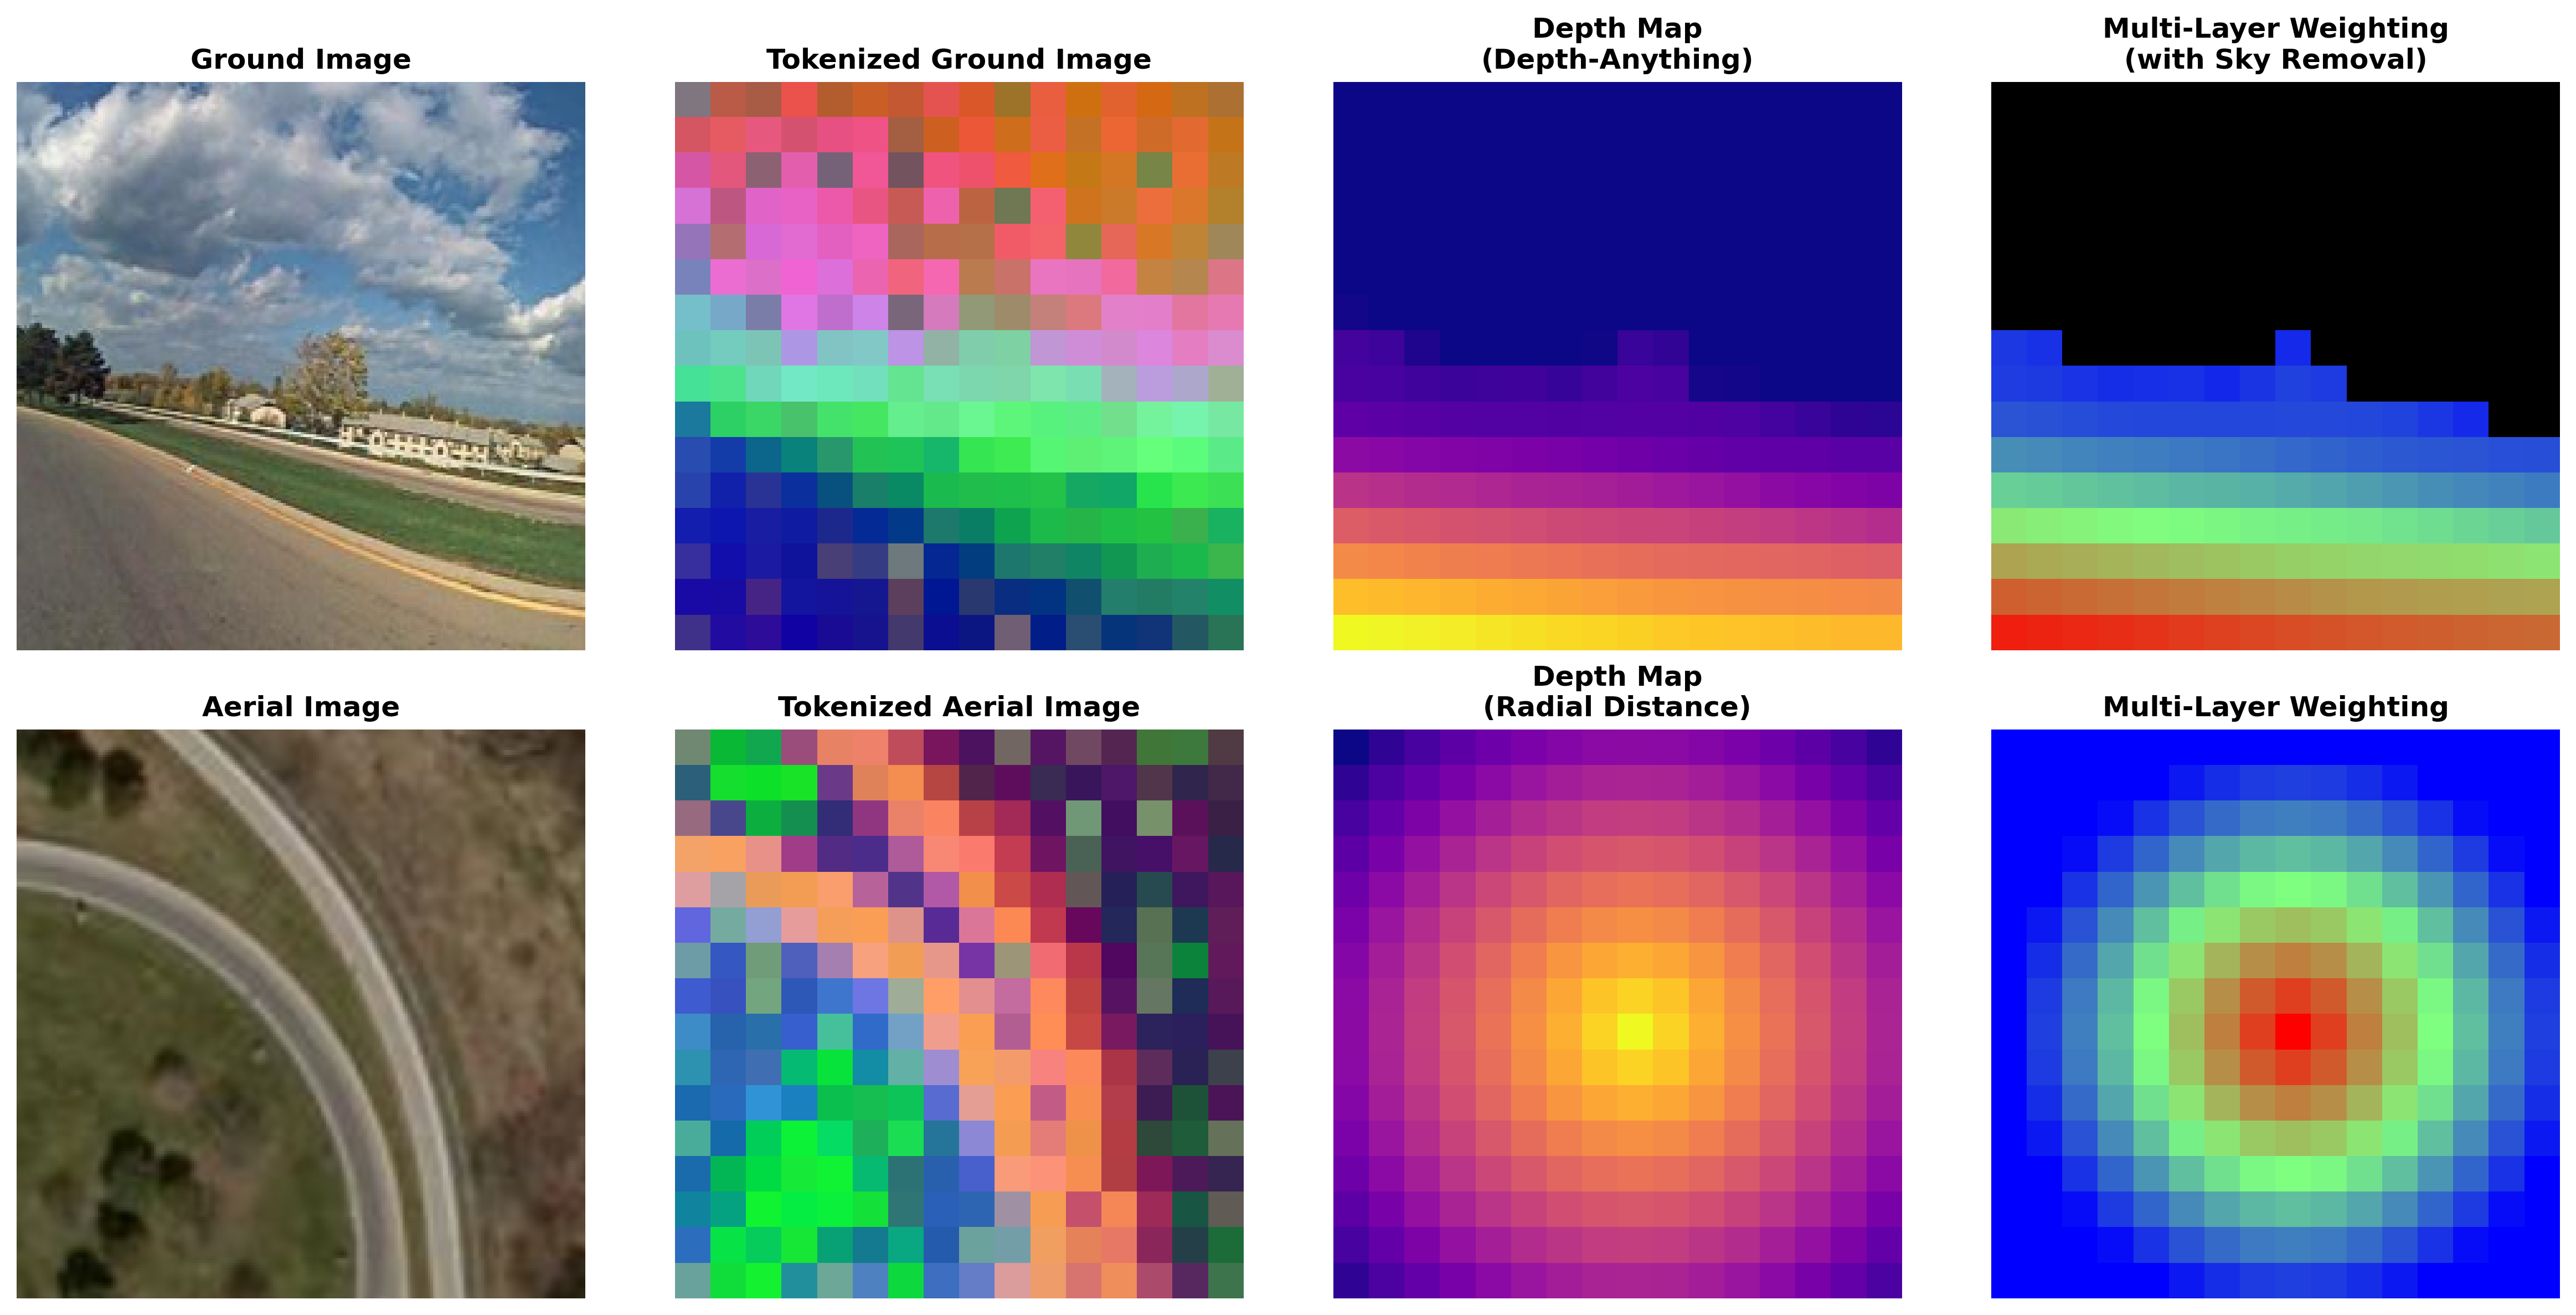 Ground Image
Tokenized Ground Image
Depth Map
(Depth-Anything)
Multi-Layer Weighting
(with Sky Removal)
Aerial Image
Tokenized Aerial Image
Depth Map
(Radial Distance)
Multi-Layer Weighting